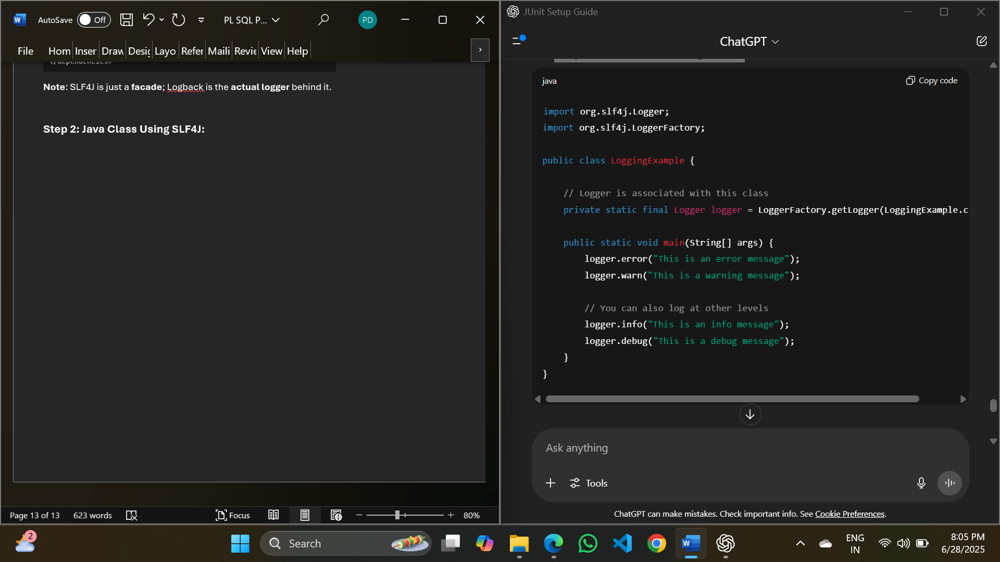 AutoSave Off PL SQL P... PD
File Hom Inser Draw Desig Layo Refer Maili Revie View Help
</dependencies>
Note: SLF4J is just a facade; Logback is the actual logger behind it.
Step 2: Java Class Using SLF4J:
Page 13 of 13 623 words Focus 80%
JUnit Setup Guide
ChatGPT
java Copy code
import org.slf4j.Logger;
import org.slf4j.LoggerFactory;
public class LoggingExample {
// Logger is associated with this class
private static final Logger logger = LoggerFactory.getLogger(LoggingExample.c
public static void main(String[] args) {
logger.error("This is an error message");
logger.warn("This is a warning message");
// You can also log at other levels
logger.info("This is an info message");
logger.debug("This is a debug message");
}
}
Ask anything
Tools
ChatGPT can make mistakes. Check important info. See Cookie Preferences.
2
Search
ENG
IN
8:05 PM
6/28/2025